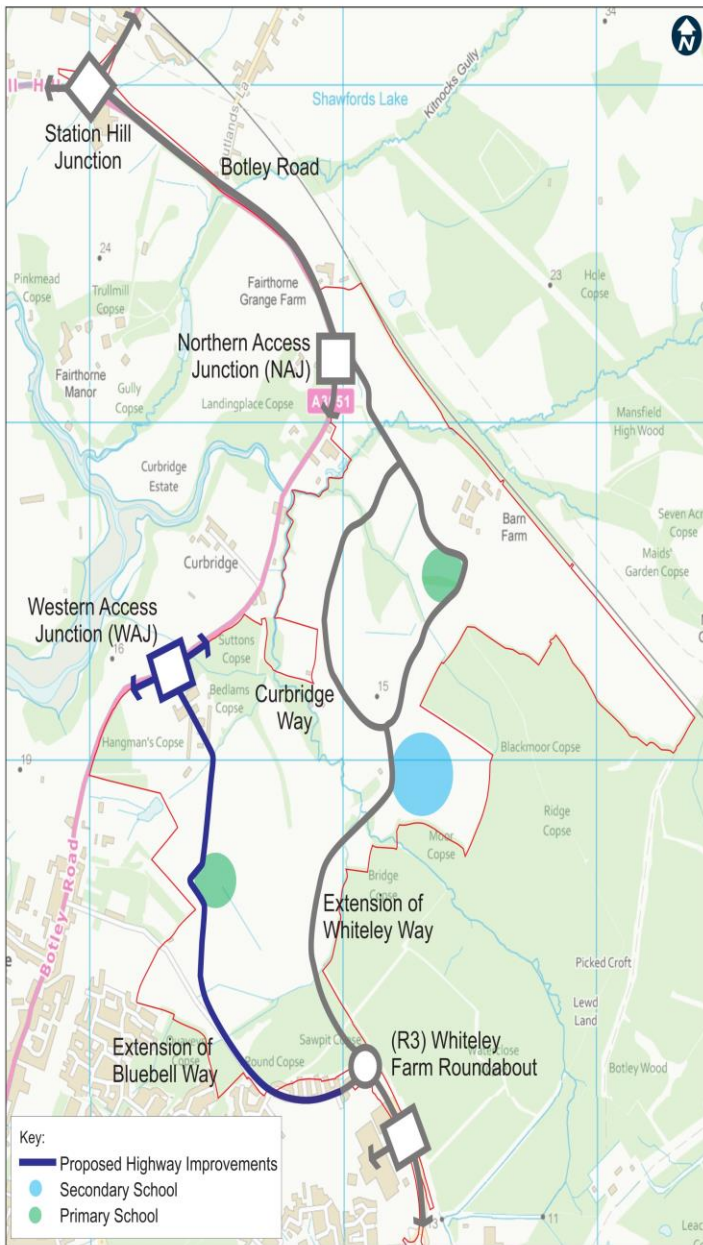 N
34
Shawfords Lake
Kitnocks Gully
Station Hill
Junction
Botley Road
24
23
Hole
Copse
Pinkmead
Copse
Trullmill
Copse
Fairthorne
Grange Farm
Northern Access
Junction (NAJ)
Fairthorne
Manor
Gully
Copse
Landingplace Copse
Mansfield
High Wood
Curbridge
Estate
Barn
Farm
Seven Acr
Copse
Maids'
Garden Copse
Curbridge
Western Access
Junction (WAJ)
16
Suttons
Copse
Bedlams
Copse
Curbridge
Way
15
Hangman's Copse
19
Blackmoor Copse
Ridge
Copse
Moor
Copse
Bridge
Copse
Botley Road
Extension of
Whiteley Way
Picked Croft
Lewd
Land
Extension of
Bluebell Way
Sawpit Copse
Round Copse
(R3) Whiteley
Farm Roundabout
Botley Wood
Key:
Proposed Highway Improvements
Secondary School
Primary School
11